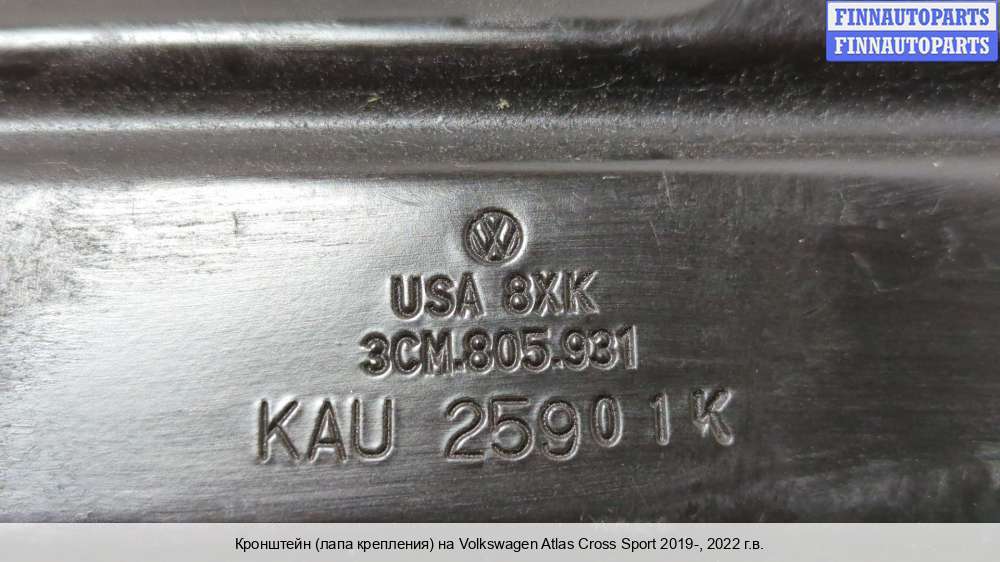 FINNAUTOPARTS
FINNAUTOPARTS
USA 8XK
3CM.805.931
KAU 25901K
Кронштейн (лапа крепления) на Volkswagen Atlas Cross Sport 2019-, 2022 г.в.